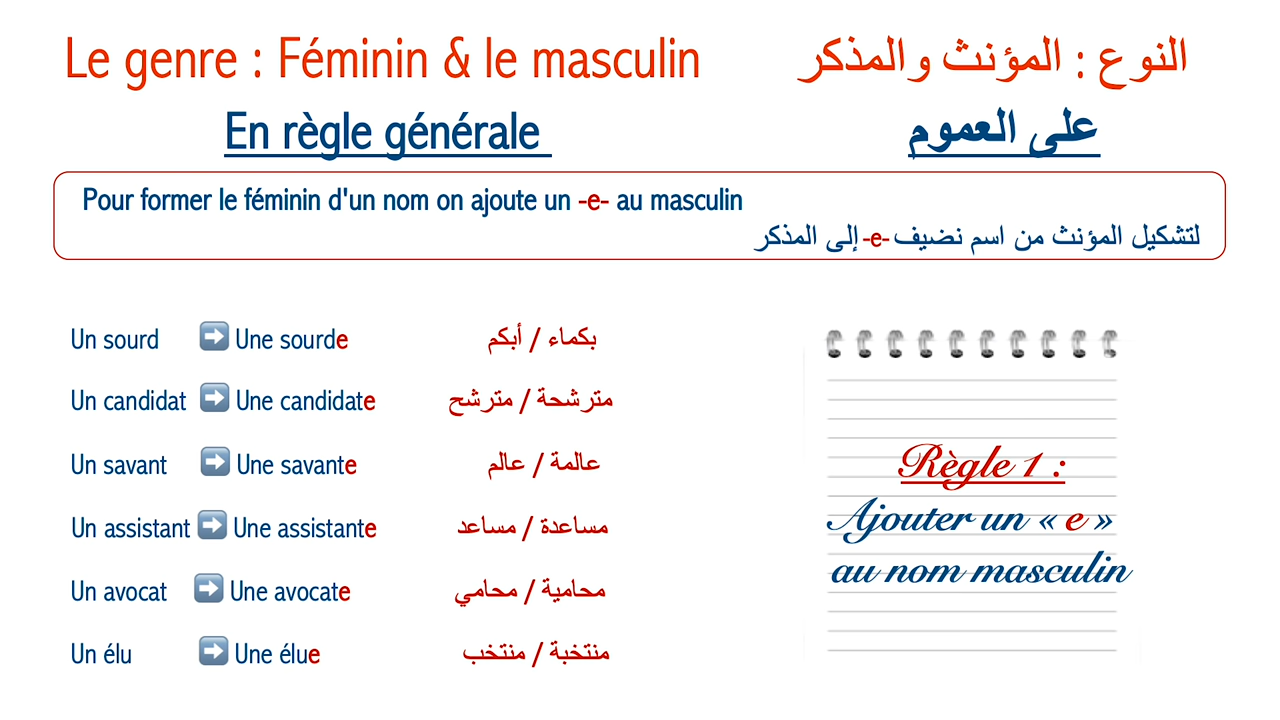 Le genre : Féminin & le masculin
النوع : المؤنث والمذكر
En règle générale
على العموم
Pour former le féminin d'un nom on ajoute un -e- au masculin
لتشكيل المؤنث من اسم نضيف -e- إلى المذكر
Un sourd ➡ Une sourde بكماء / أبكم
Un candidat ➡ Une candidate مترشحة / مترشح
Un savant ➡ Une savante عالمة / عالم
Un assistant ➡ Une assistante مساعدة / مساعد
Un avocat ➡ Une avocate محامية / محامي
Un élu ➡ Une élue منتخبة / منتخب
Règle 1 :
Ajouter un « e »
au nom masculin